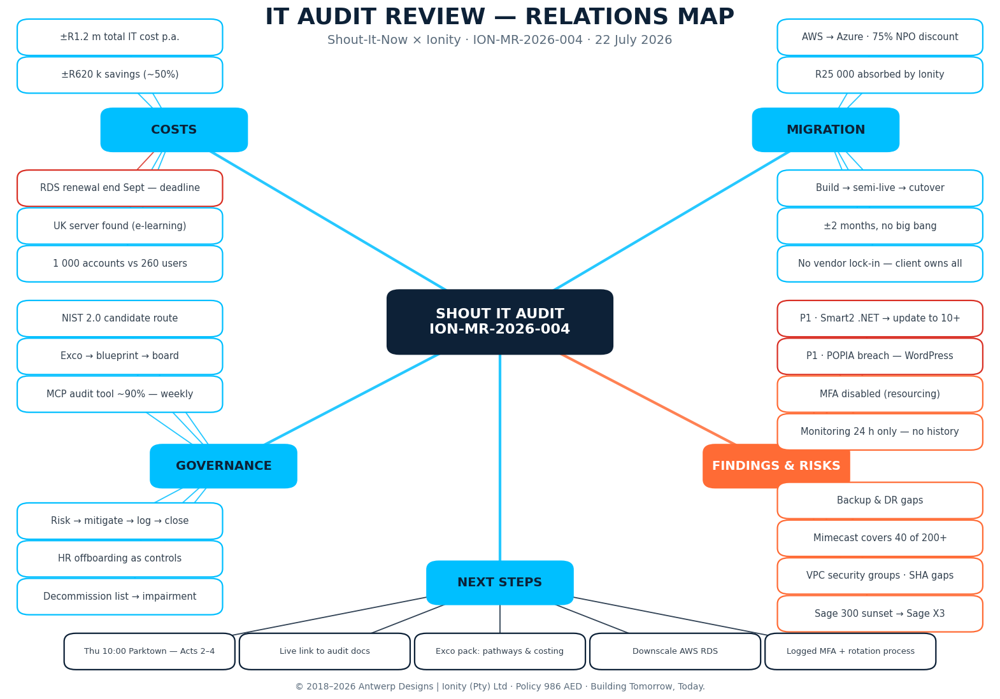 IT AUDIT REVIEW — RELATIONS MAP
Shout-It-Now × Ionity · ION-MR-2026-004 · 22 July 2026
±R1.2 m total IT cost p.a.
±R620 k savings (~50%)
COSTS
RDS renewal end Sept — deadline
UK server found (e-learning)
1 000 accounts vs 260 users
AWS → Azure · 75% NPO discount
R25 000 absorbed by Ionity
MIGRATION
Build → semi-live → cutover
±2 months, no big bang
No vendor lock-in — client owns all
SHOUT IT AUDIT
ION-MR-2026-004
NIST 2.0 candidate route
Exco → blueprint → board
MCP audit tool ~90% — weekly
GOVERNANCE
Risk → mitigate → log → close
HR offboarding as controls
Decommission list → impairment
P1 · Smart2 .NET → update to 10+
P1 · POPIA breach — WordPress
MFA disabled (resourcing)
Monitoring 24 h only — no history
FINDINGS & RISKS
Backup & DR gaps
Mimecast covers 40 of 200+
VPC security groups · SHA gaps
Sage 300 sunset → Sage X3
NEXT STEPS
Thu 10:00 Parktown — Acts 2–4
Live link to audit docs
Exco pack: pathways & costing
Downscale AWS RDS
Logged MFA + rotation process
© 2018–2026 Antwerp Designs | Ionity (Pty) Ltd · Policy 986 AED · Building Tomorrow, Today.